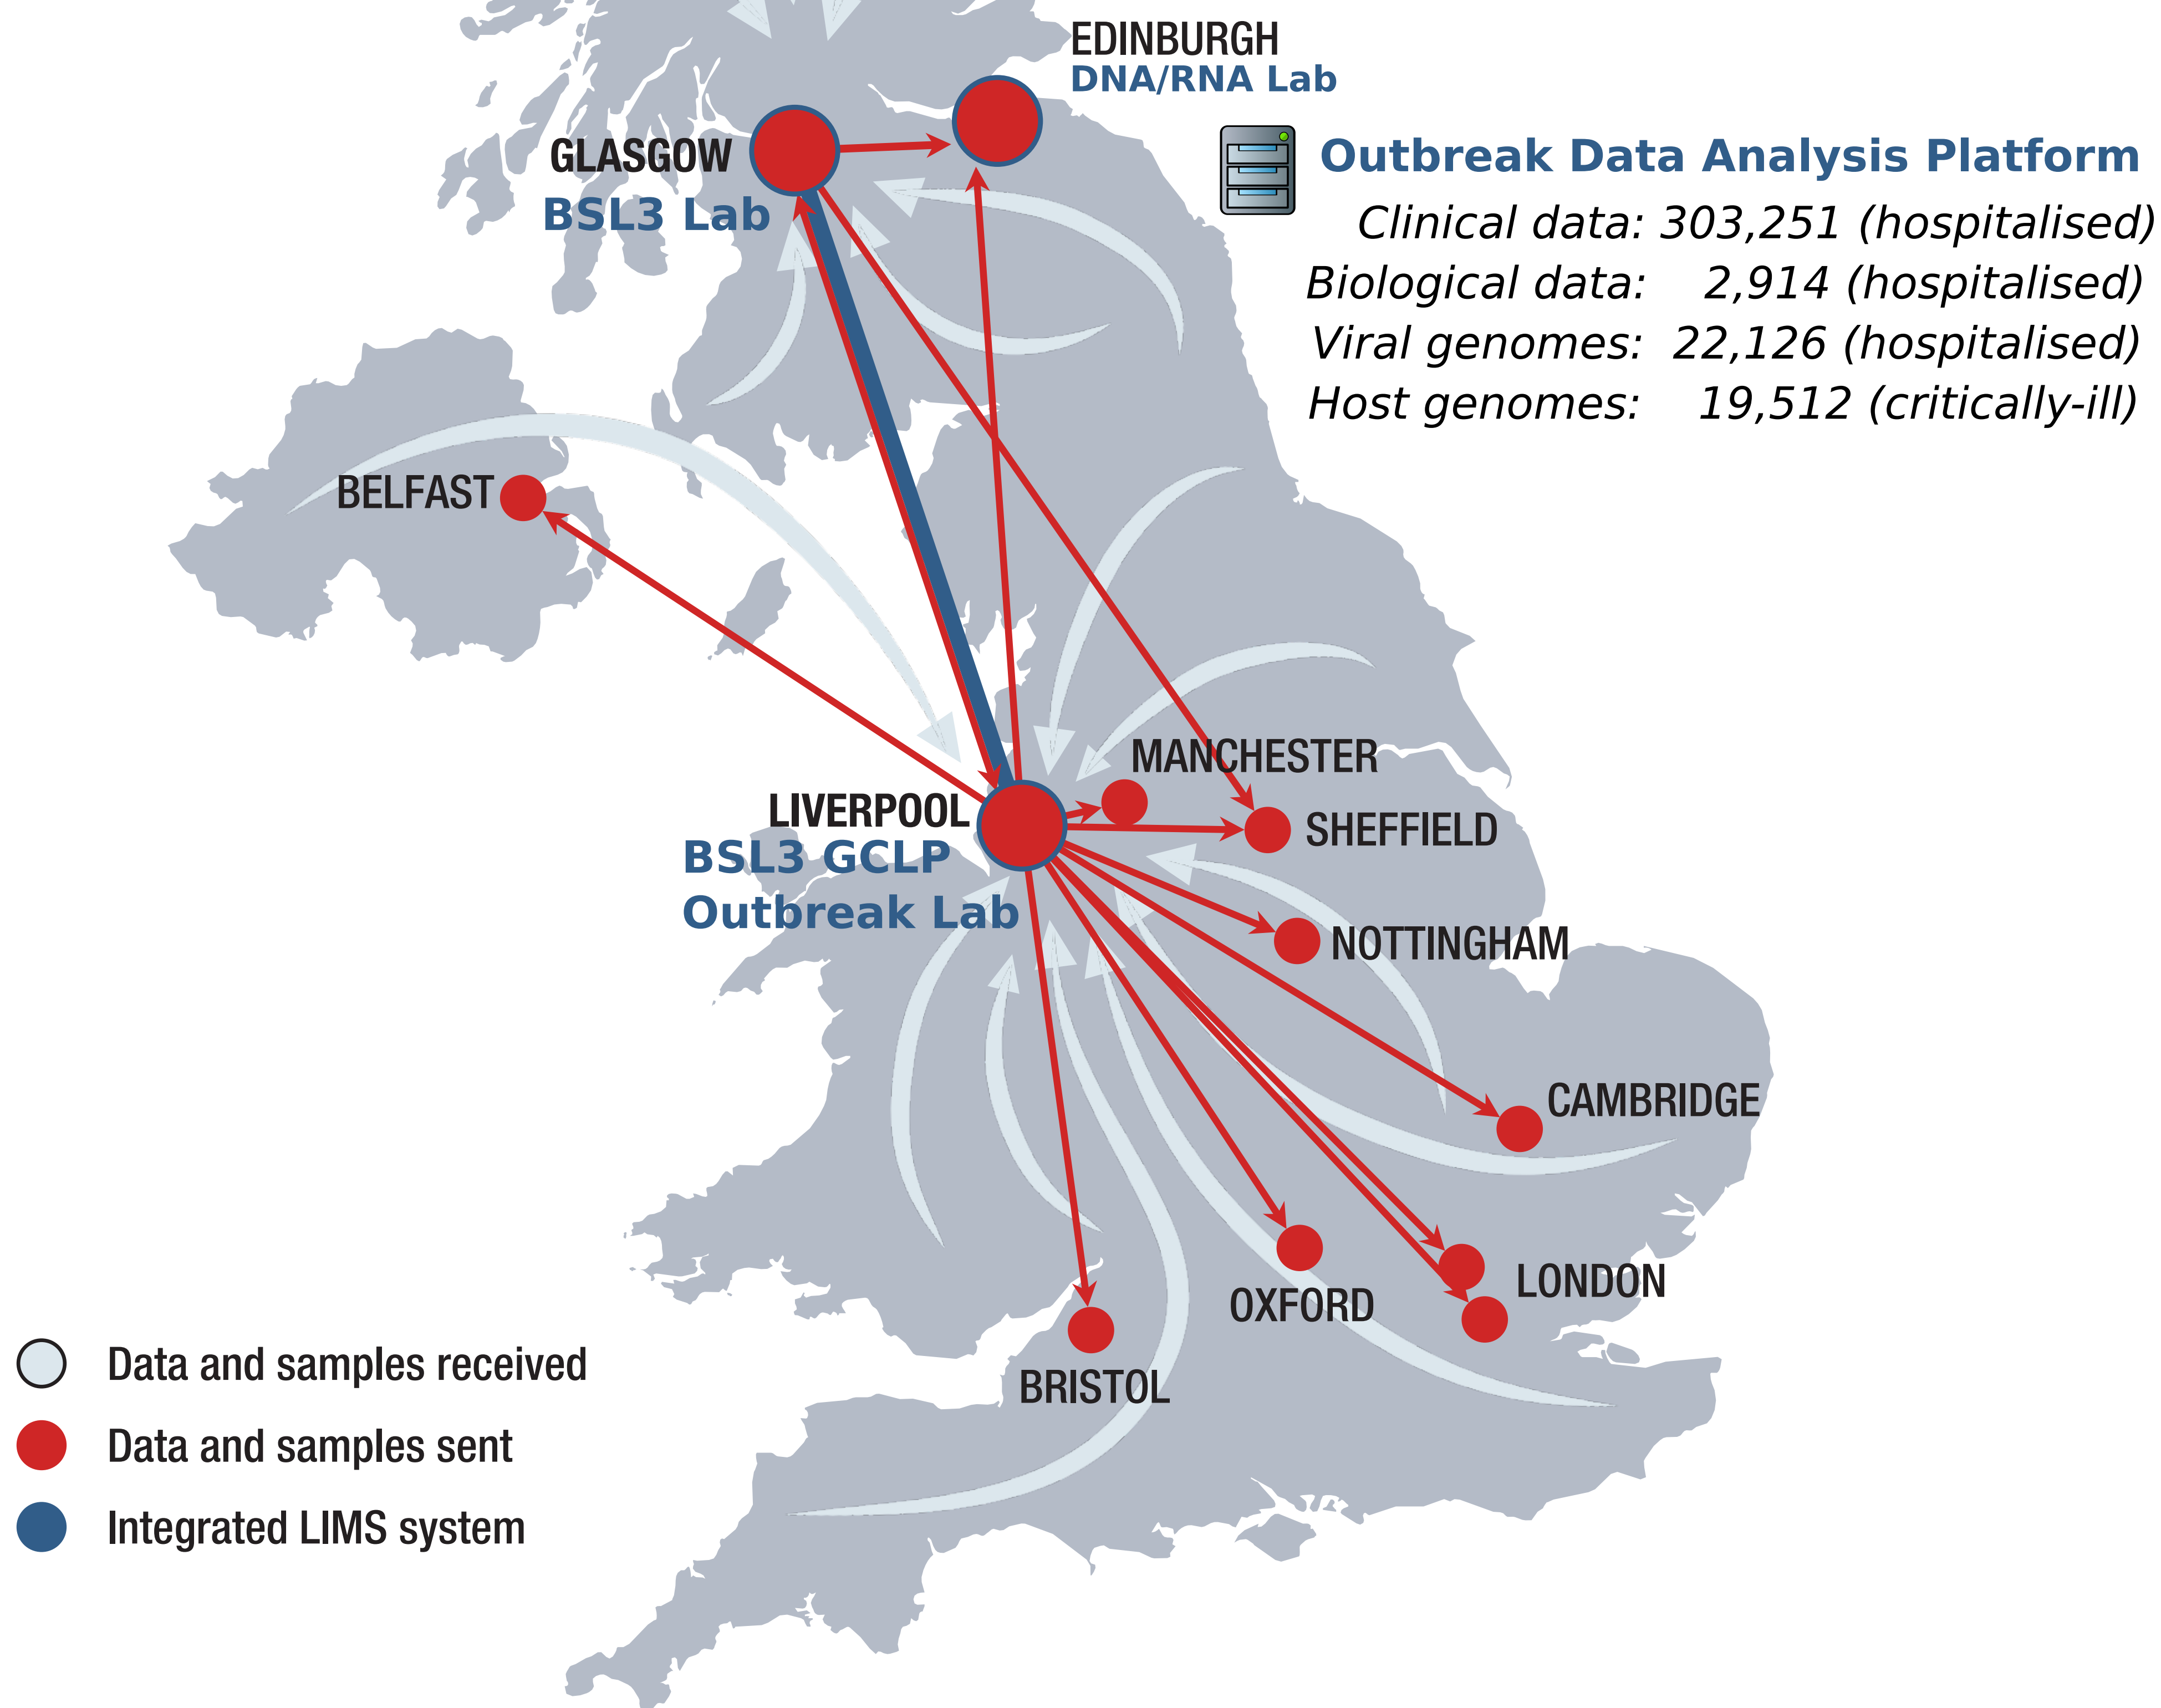 EDINBURGH
DNA/RNA Lab
GLASGOW
BSL3 Lab
Outbreak Data Analysis Platform
Clinical data: 303,251 (hospitalised)
Biological data: 2,914 (hospitalised)
Viral genomes: 22,126 (hospitalised)
Host genomes: 19,512 (critically-ill)
BELFAST
MANCHESTER
LIVERPOOL
BSL3 GCLP
Outbreak Lab
SHEFFIELD
NOTTINGHAM
CAMBRIDGE
LONDON
OXFORD
BRISTOL
Data and samples received
Data and samples sent
Integrated LIMS system